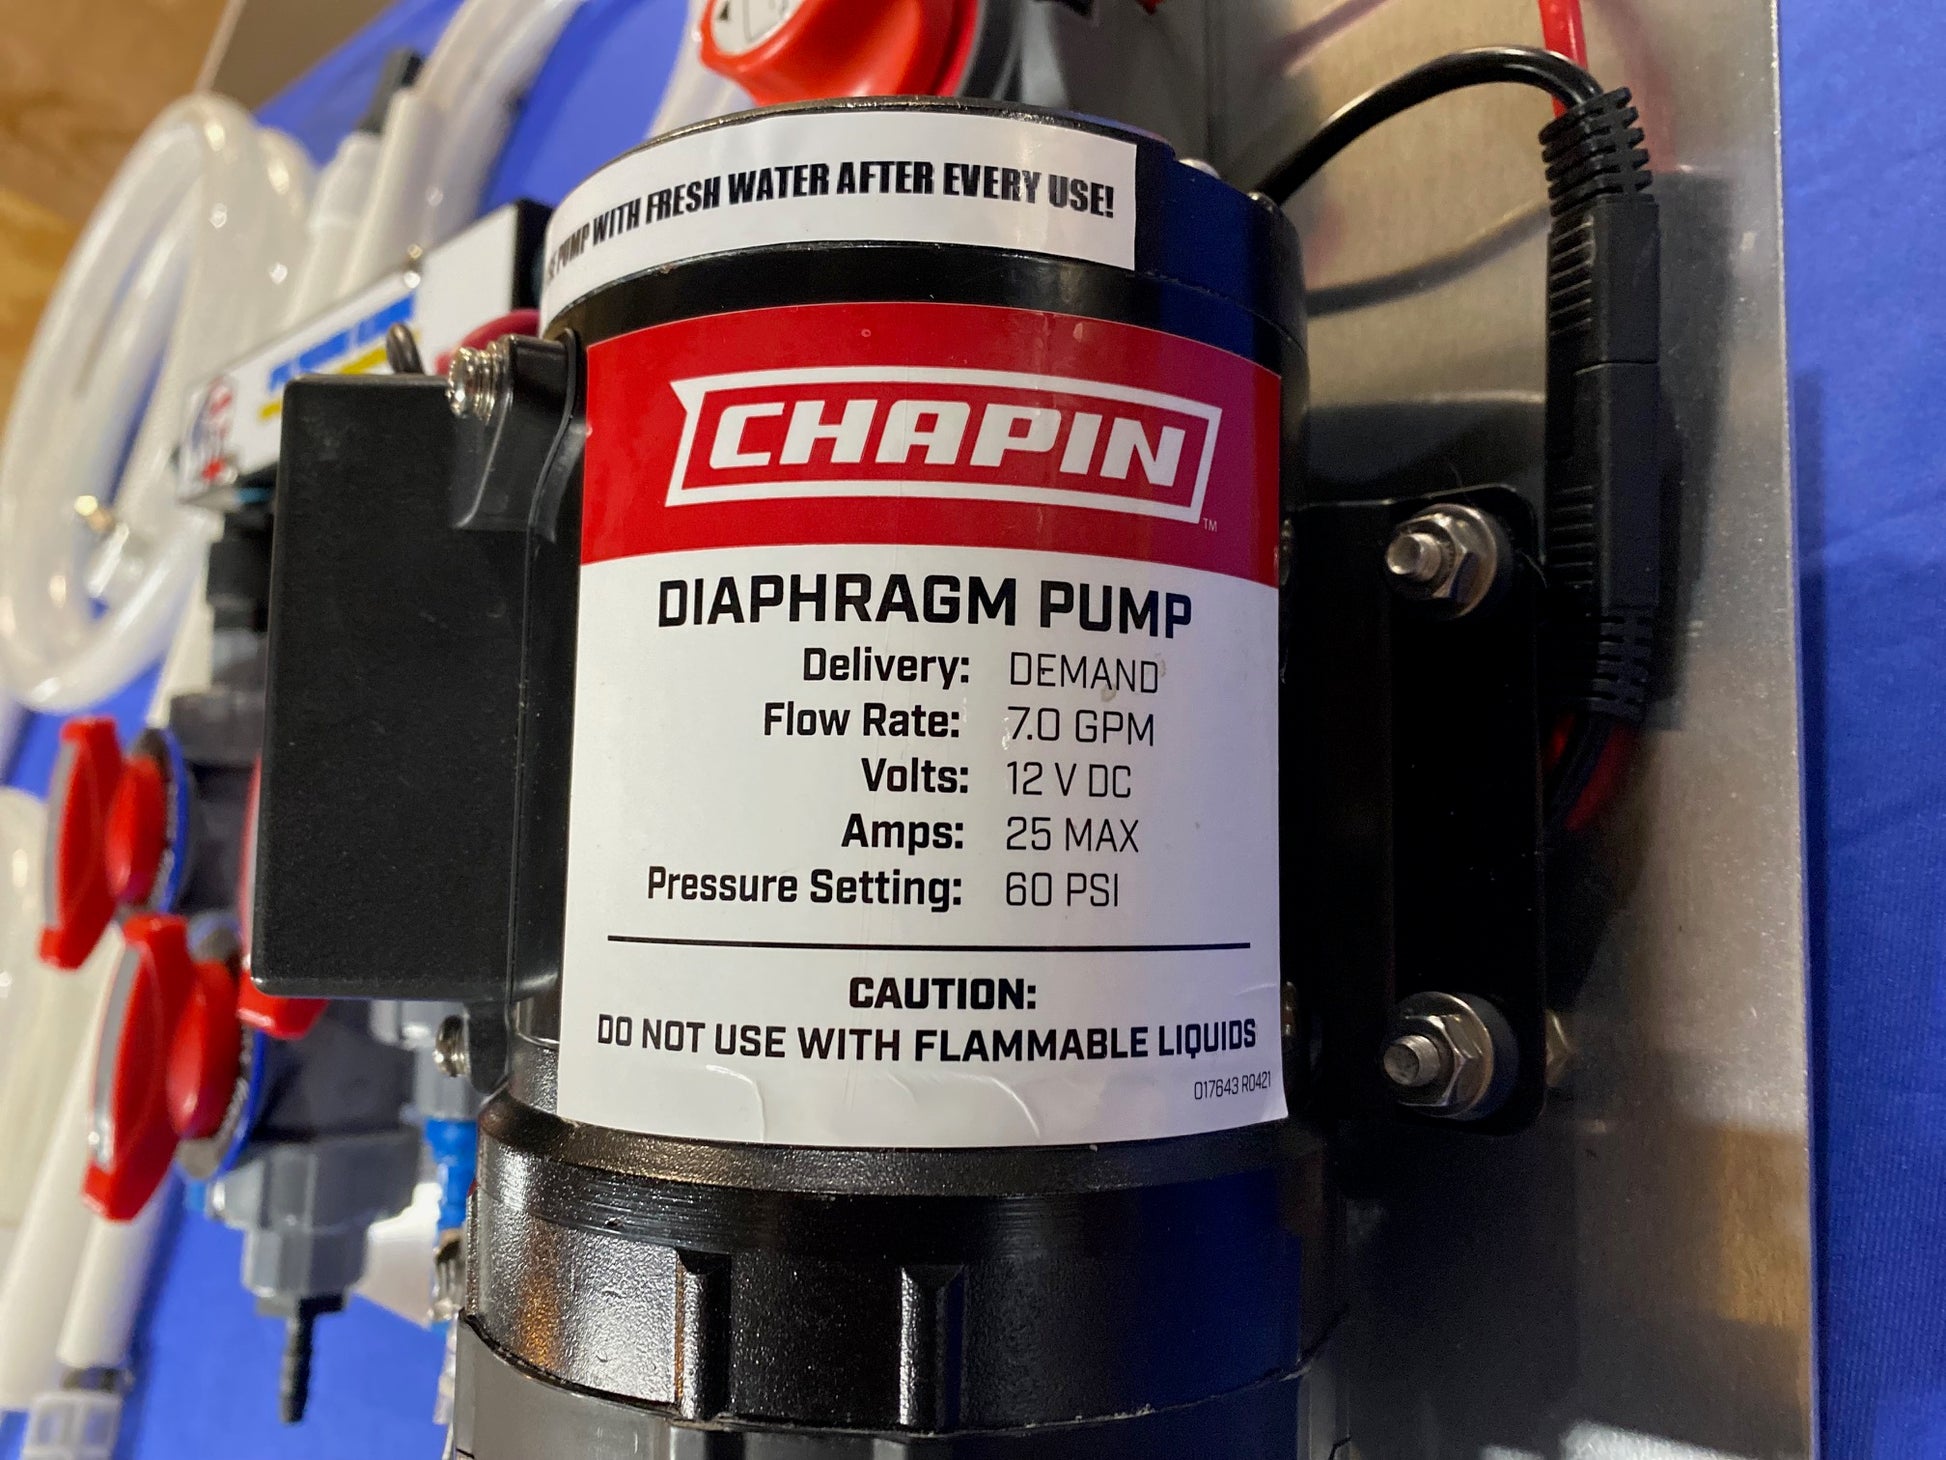 PUMP WITH FRESH WATER AFTER EVERY USE!
CHAPIN™
DIAPHRAGM PUMP
Delivery: DEMAND
Flow Rate: 7.0 GPM
Volts: 12 V DC
Amps: 25 MAX
Pressure Setting: 60 PSI
CAUTION:
DO NOT USE WITH FLAMMABLE LIQUIDS
017643 R0421